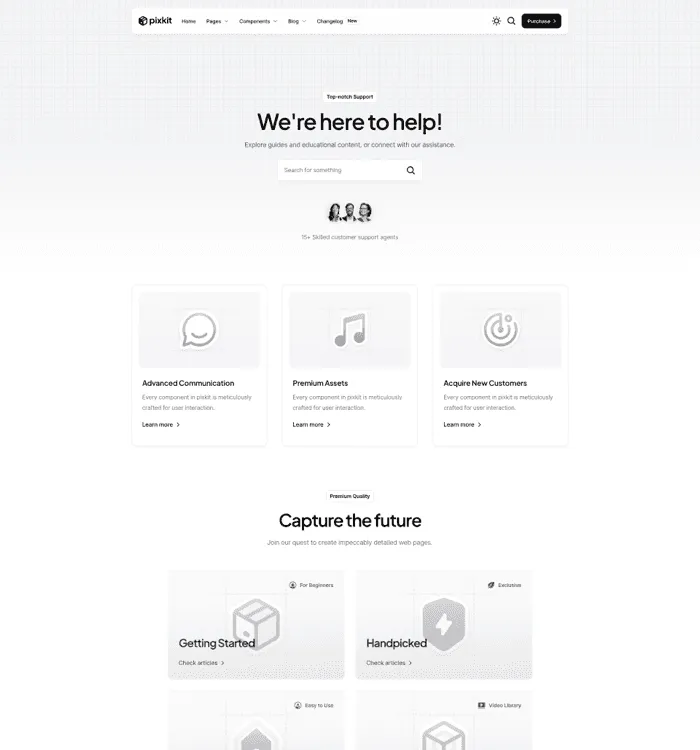 pixkit Home Pages Components Blog Changelog New Purchase
Top-notch Support
We're here to help!
Explore guides and educational content, or connect with our assistance.
Search for something
15+ Skilled customer support agents
Advanced Communication
Every component in pixkit is meticulously
crafted for user interaction.
Learn more
Premium Assets
Every component in pixkit is meticulously
crafted for user interaction.
Learn more
Acquire New Customers
Every component in pixkit is meticulously
crafted for user interaction.
Learn more
Premium Quality
Capture the future
Join our quest to create impeccably detailed web pages.
For Beginners
Getting Started
Check articles
Exclusive
Handpicked
Check articles
Easy to Use
Video Library